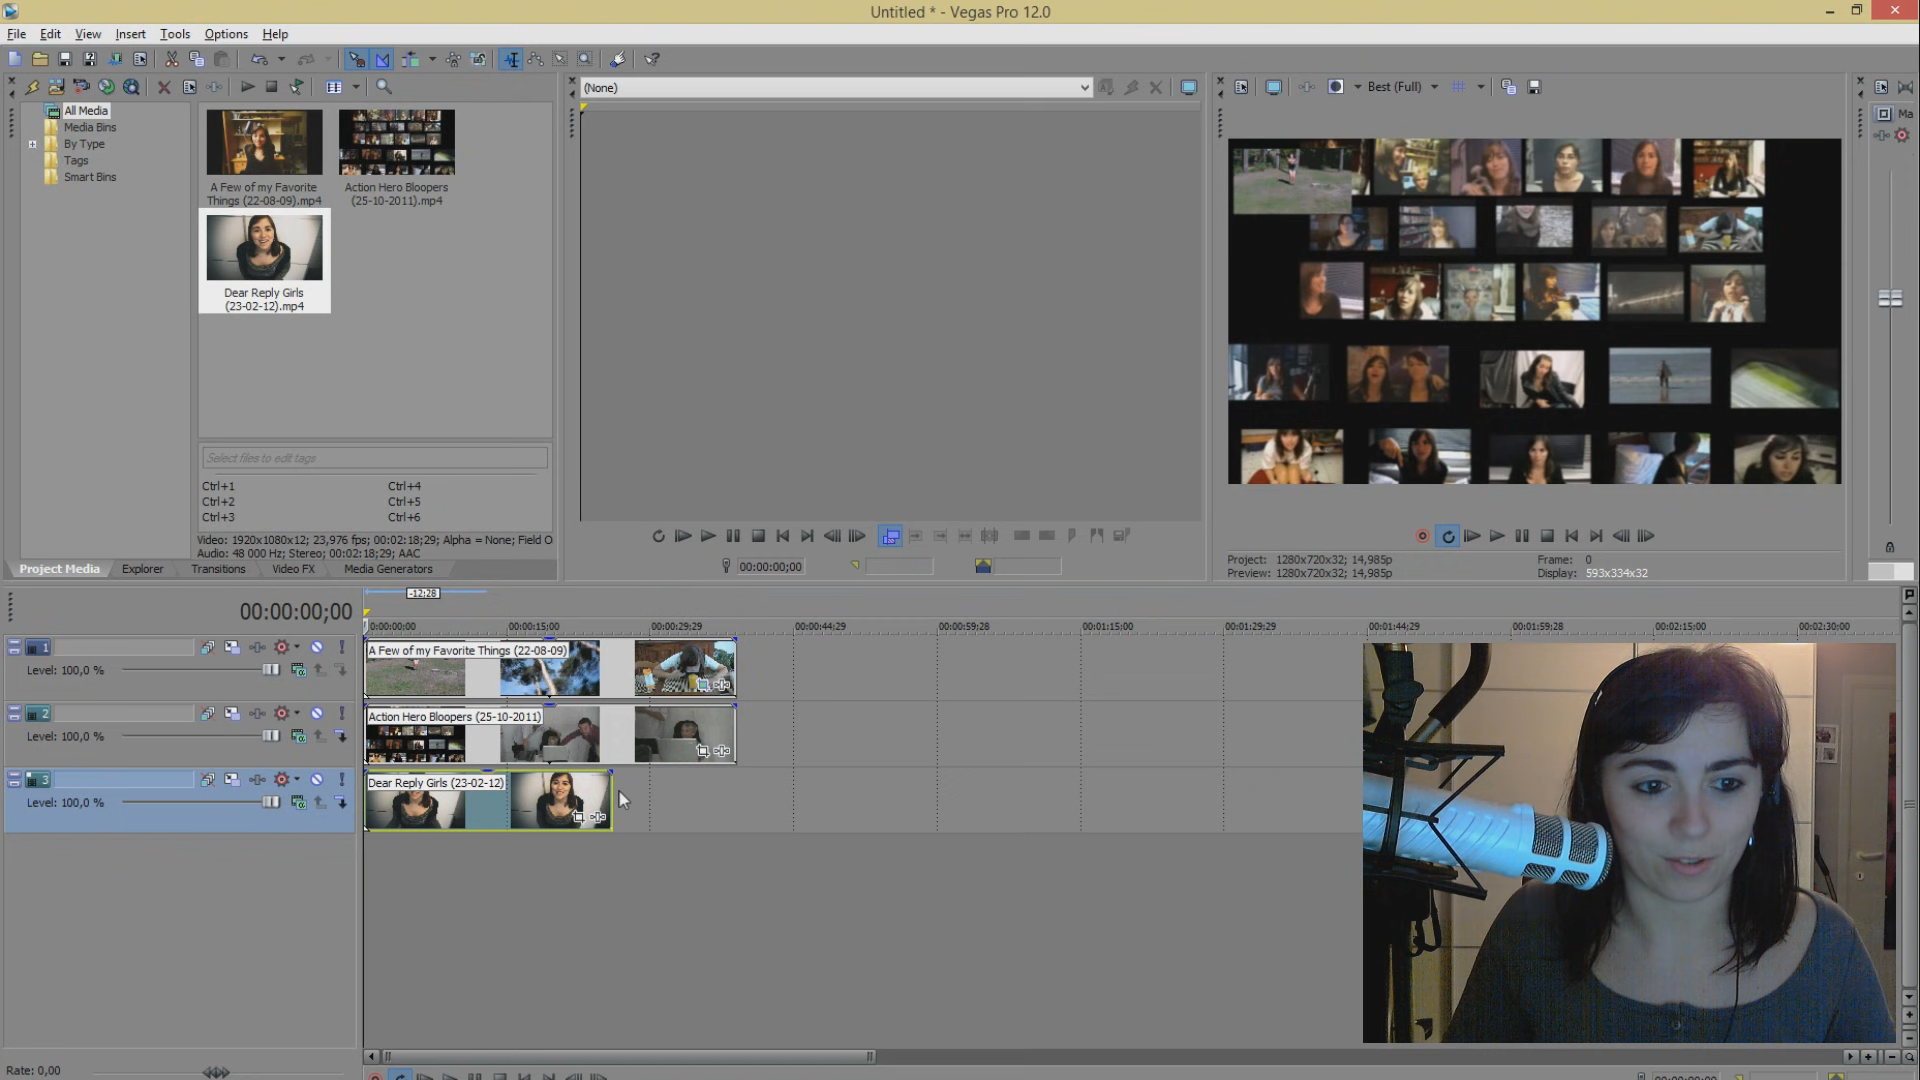 Untitled * - Vegas Pro 12.0
File Edit View Insert Tools Options Help
(None)
Best (Full)
Ma
All Media
Media Bins
By Type
Tags
Smart Bins
A Few of my Favorite
Things (22-08-09).mp4
Action Hero Bloopers
(25-10-2011).mp4
Dear Reply Girls
(23-02-12).mp4
Select files to edit tags
Ctrl+1 Ctrl+4
Ctrl+2 Ctrl+5
Ctrl+3 Ctrl+6
Video: 1920x1080x12; 23,976 fps; 00:02:18;29; Alpha = None; Field O
Audio: 48 000 Hz; Stereo; 00:02:18;29; AAC
Project Media Explorer Transitions Video FX Media Generators
00:00:00;00
Project: 1280x720x32; 14,985p
Preview: 1280x720x32; 14,985p
Frame: 0
Display: 593x334x32
-12;28
00:00:00;00
0:00:00;00 00:00:15;00 00:00:29;29 00:00:44;29 00:00:59;28 00:01:15;00 00:01:29;29 00:01:44;29 00:01:59;28 00:02:15;00 00:02:30;00
1
Level: 100,0 %
A Few of my Favorite Things (22-08-09)
2
Level: 100,0 %
Action Hero Bloopers (25-10-2011)
3
Level: 100,0 %
Dear Reply Girls (23-02-12)
Rate: 0,00